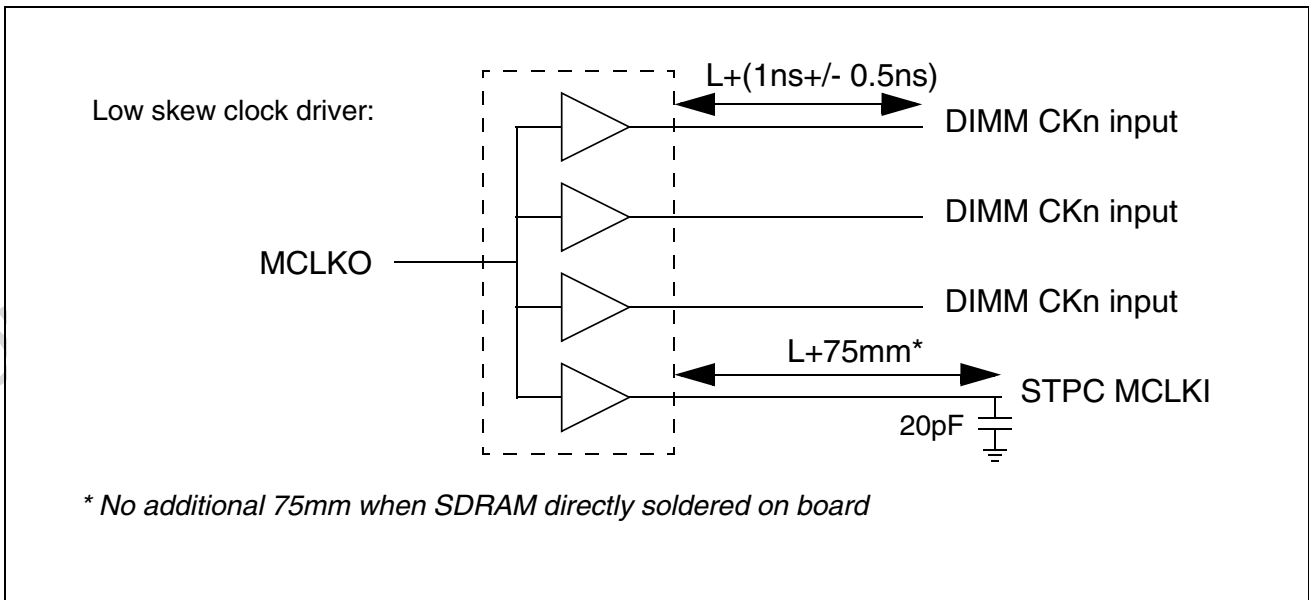 L+(1ns+/- 0.5ns)
Low skew clock driver:
DIMM CKn input
DIMM CKn input
MCLKO
DIMM CKn input
L+75mm*
STPC MCLKI
20pF
* No additional 75mm when SDRAM directly soldered on board